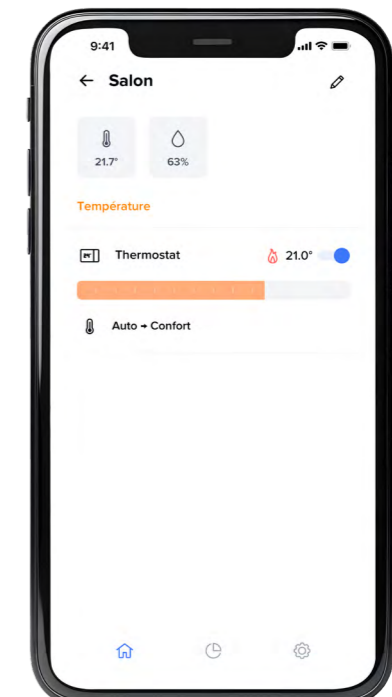 9:41
Salon
21.7°
63%
Température
Thermostat
21.0°
Auto → Confort